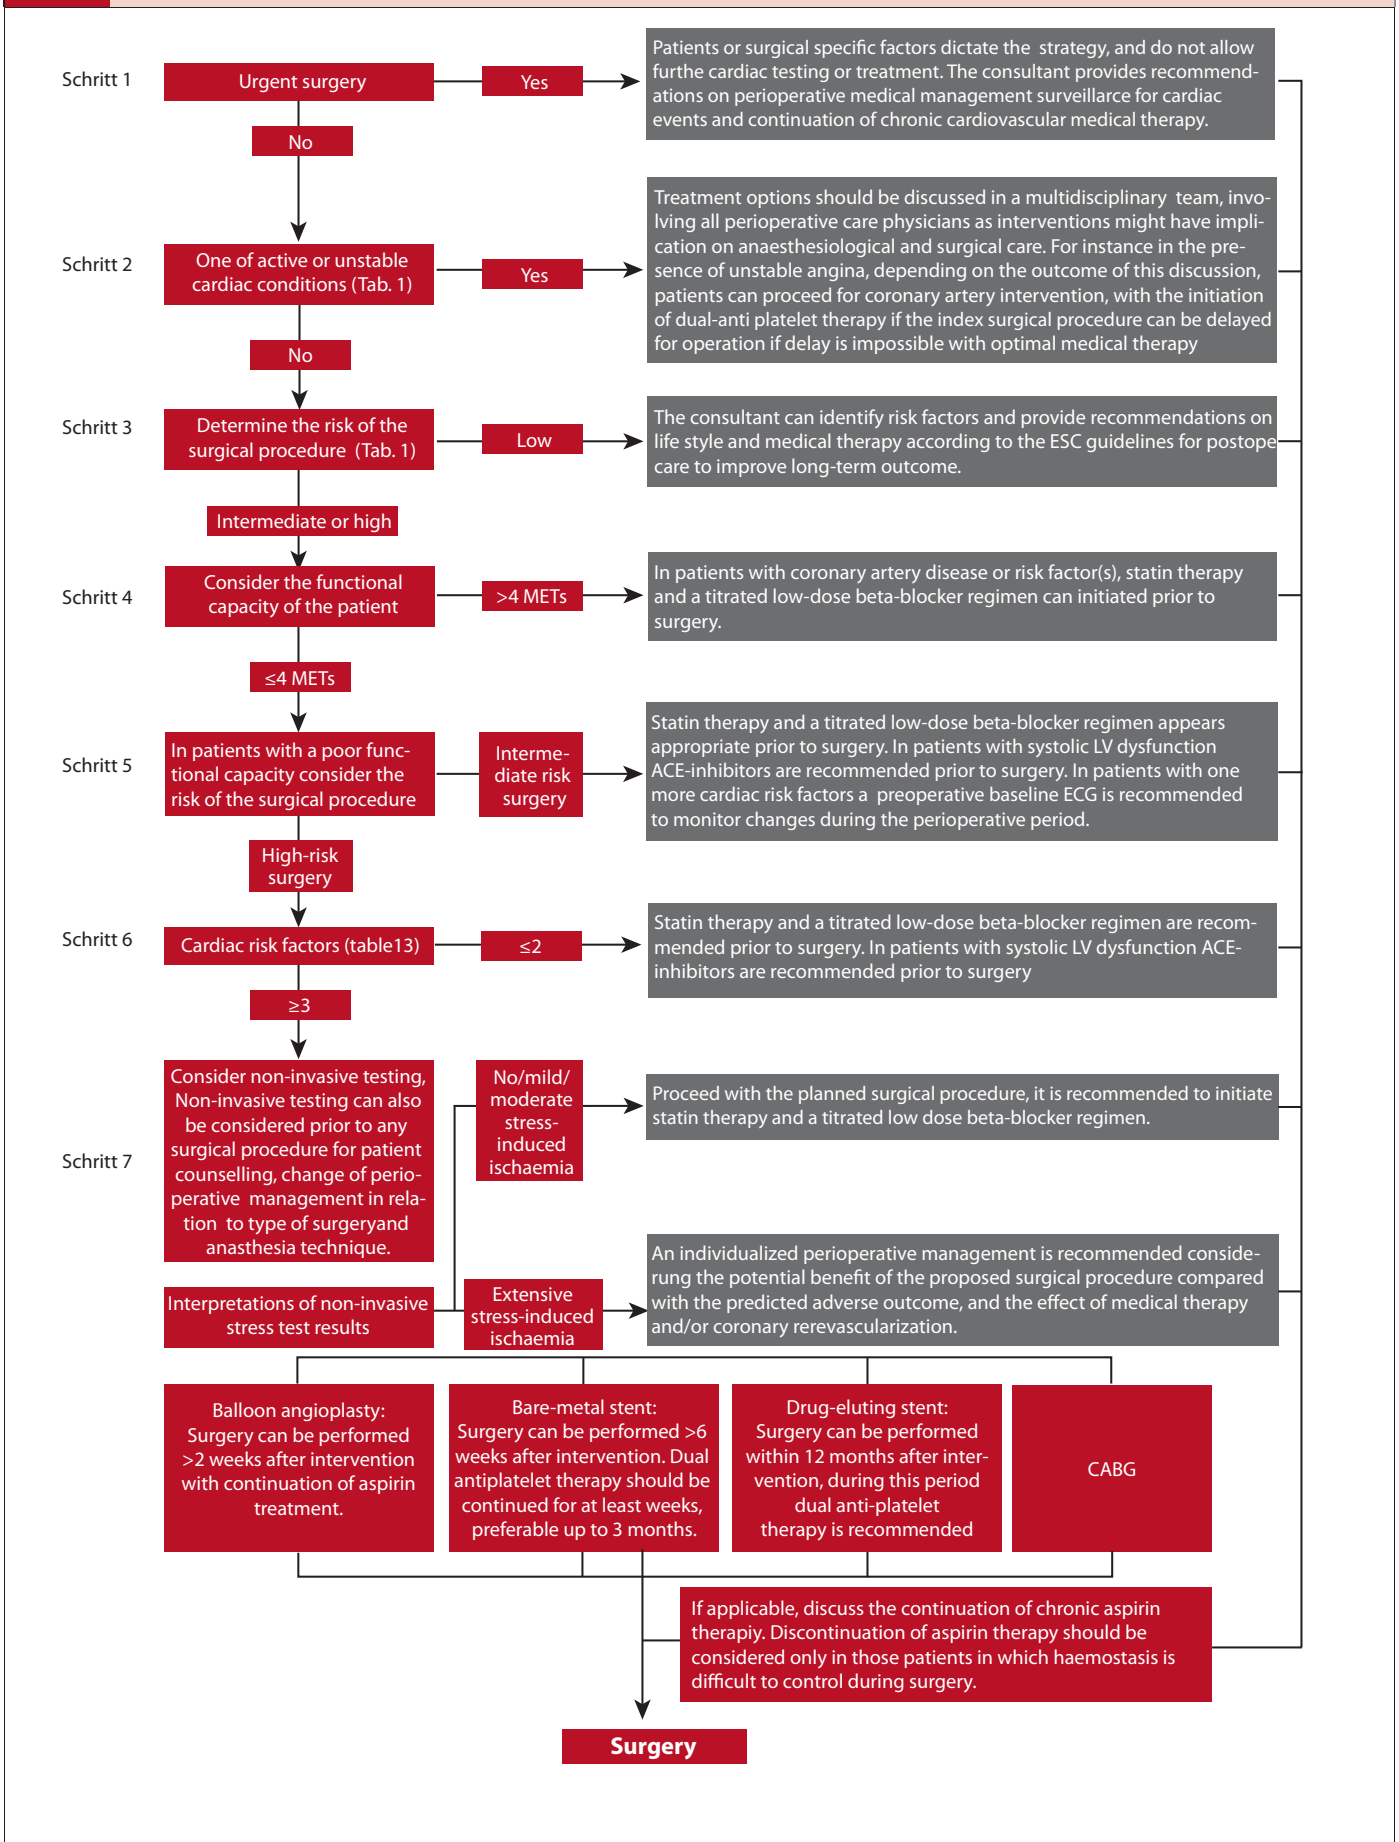 Schritt 1
Urgent surgery
Yes
Patients or surgical specific factors dictate the strategy, and do not allow
furthe cardiac testing or treatment. The consultant provides recommend-
ations on perioperative medical management surveillarce for cardiac
events and continuation of chronic cardiovascular medical therapy.
No
Schritt 2
One of active or unstable
cardiac conditions (Tab. 1)
Yes
Treatment options should be discussed in a multidisciplinary team, invo-
lving all perioperative care physicians as interventions might have impli-
cation on anaesthesiological and surgical care. For instance in the pre-
sence of unstable angina, depending on the outcome of this discussion,
patients can proceed for coronary artery intervention, with the initiation
of dual-anti platelet therapy if the index surgical procedure can be delayed
for operation if delay is impossible with optimal medical therapy
No
Schritt 3
Determine the risk of the
surgical procedure (Tab. 1)
Low
The consultant can identify risk factors and provide recommendations on
life style and medical therapy according to the ESC guidelines for postope
care to improve long-term outcome.
Intermediate or high
Schritt 4
Consider the functional
capacity of the patient
>4 METs
In patients with coronary artery disease or risk factor(s), statin therapy
and a titrated low-dose beta-blocker regimen can initiated prior to
surgery.
≤4 METs
Schritt 5
In patients with a poor func-
tional capacity consider the
risk of the surgical procedure
Interme-
diate risk
surgery
Statin therapy and a titrated low-dose beta-blocker regimen appears
appropriate prior to surgery. In patients with systolic LV dysfunction
ACE-inhibitors are recommended prior to surgery. In patients with one
more cardiac risk factors a preoperative baseline ECG is recommended
to monitor changes during the perioperative period.
High-risk
surgery
Schritt 6
Cardiac risk factors (table13)
≤2
Statin therapy and a titrated low-dose beta-blocker regimen are recom-
mended prior to surgery. In patients with systolic LV dysfunction ACE-
inhibitors are recommended prior to surgery
≥3
Schritt 7
Consider non-invasive testing,
Non-invasive testing can also
be considered prior to any
surgical procedure for patient
counselling, change of perio-
perative management in rela-
tion to type of surgeryand
anasthesia technique.
No/mild/
moderate
stress-
induced
ischaemia
Proceed with the planned surgical procedure, it is recommended to initiate
statin therapy and a titrated low dose beta-blocker regimen.
Interpretations of non-invasive
stress test results
Extensive
stress-induced
ischaemia
An individualized perioperative management is recommended conside-
rung the potential benefit of the proposed surgical procedure compared
with the predicted adverse outcome, and the effect of medical therapy
and/or coronary rerevascularization.
Balloon angioplasty:
Surgery can be performed
>2 weeks after intervention
with continuation of aspirin
treatment.
Bare-metal stent:
Surgery can be performed >6
weeks after intervention. Dual
antiplatelet therapy should be
continued for at least weeks,
preferable up to 3 months.
Drug-eluting stent:
Surgery can be performed
within 12 months after inter-
vention, during this period
dual anti-platelet
therapy is recommended
CABG
If applicable, discuss the continuation of chronic aspirin
therapiy. Discontinuation of aspirin therapy should be
considered only in those patients in which haemostasis is
difficult to control during surgery.
Surgery